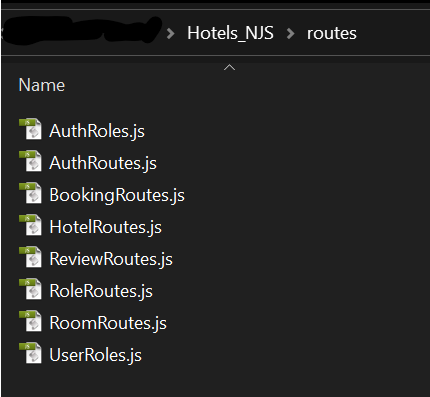 Hotels_NJS > routes
Name
AuthRoles.js
AuthRoutes.js
BookingRoutes.js
HotelRoutes.js
ReviewRoutes.js
RoleRoutes.js
RoomRoutes.js
UserRoles.js